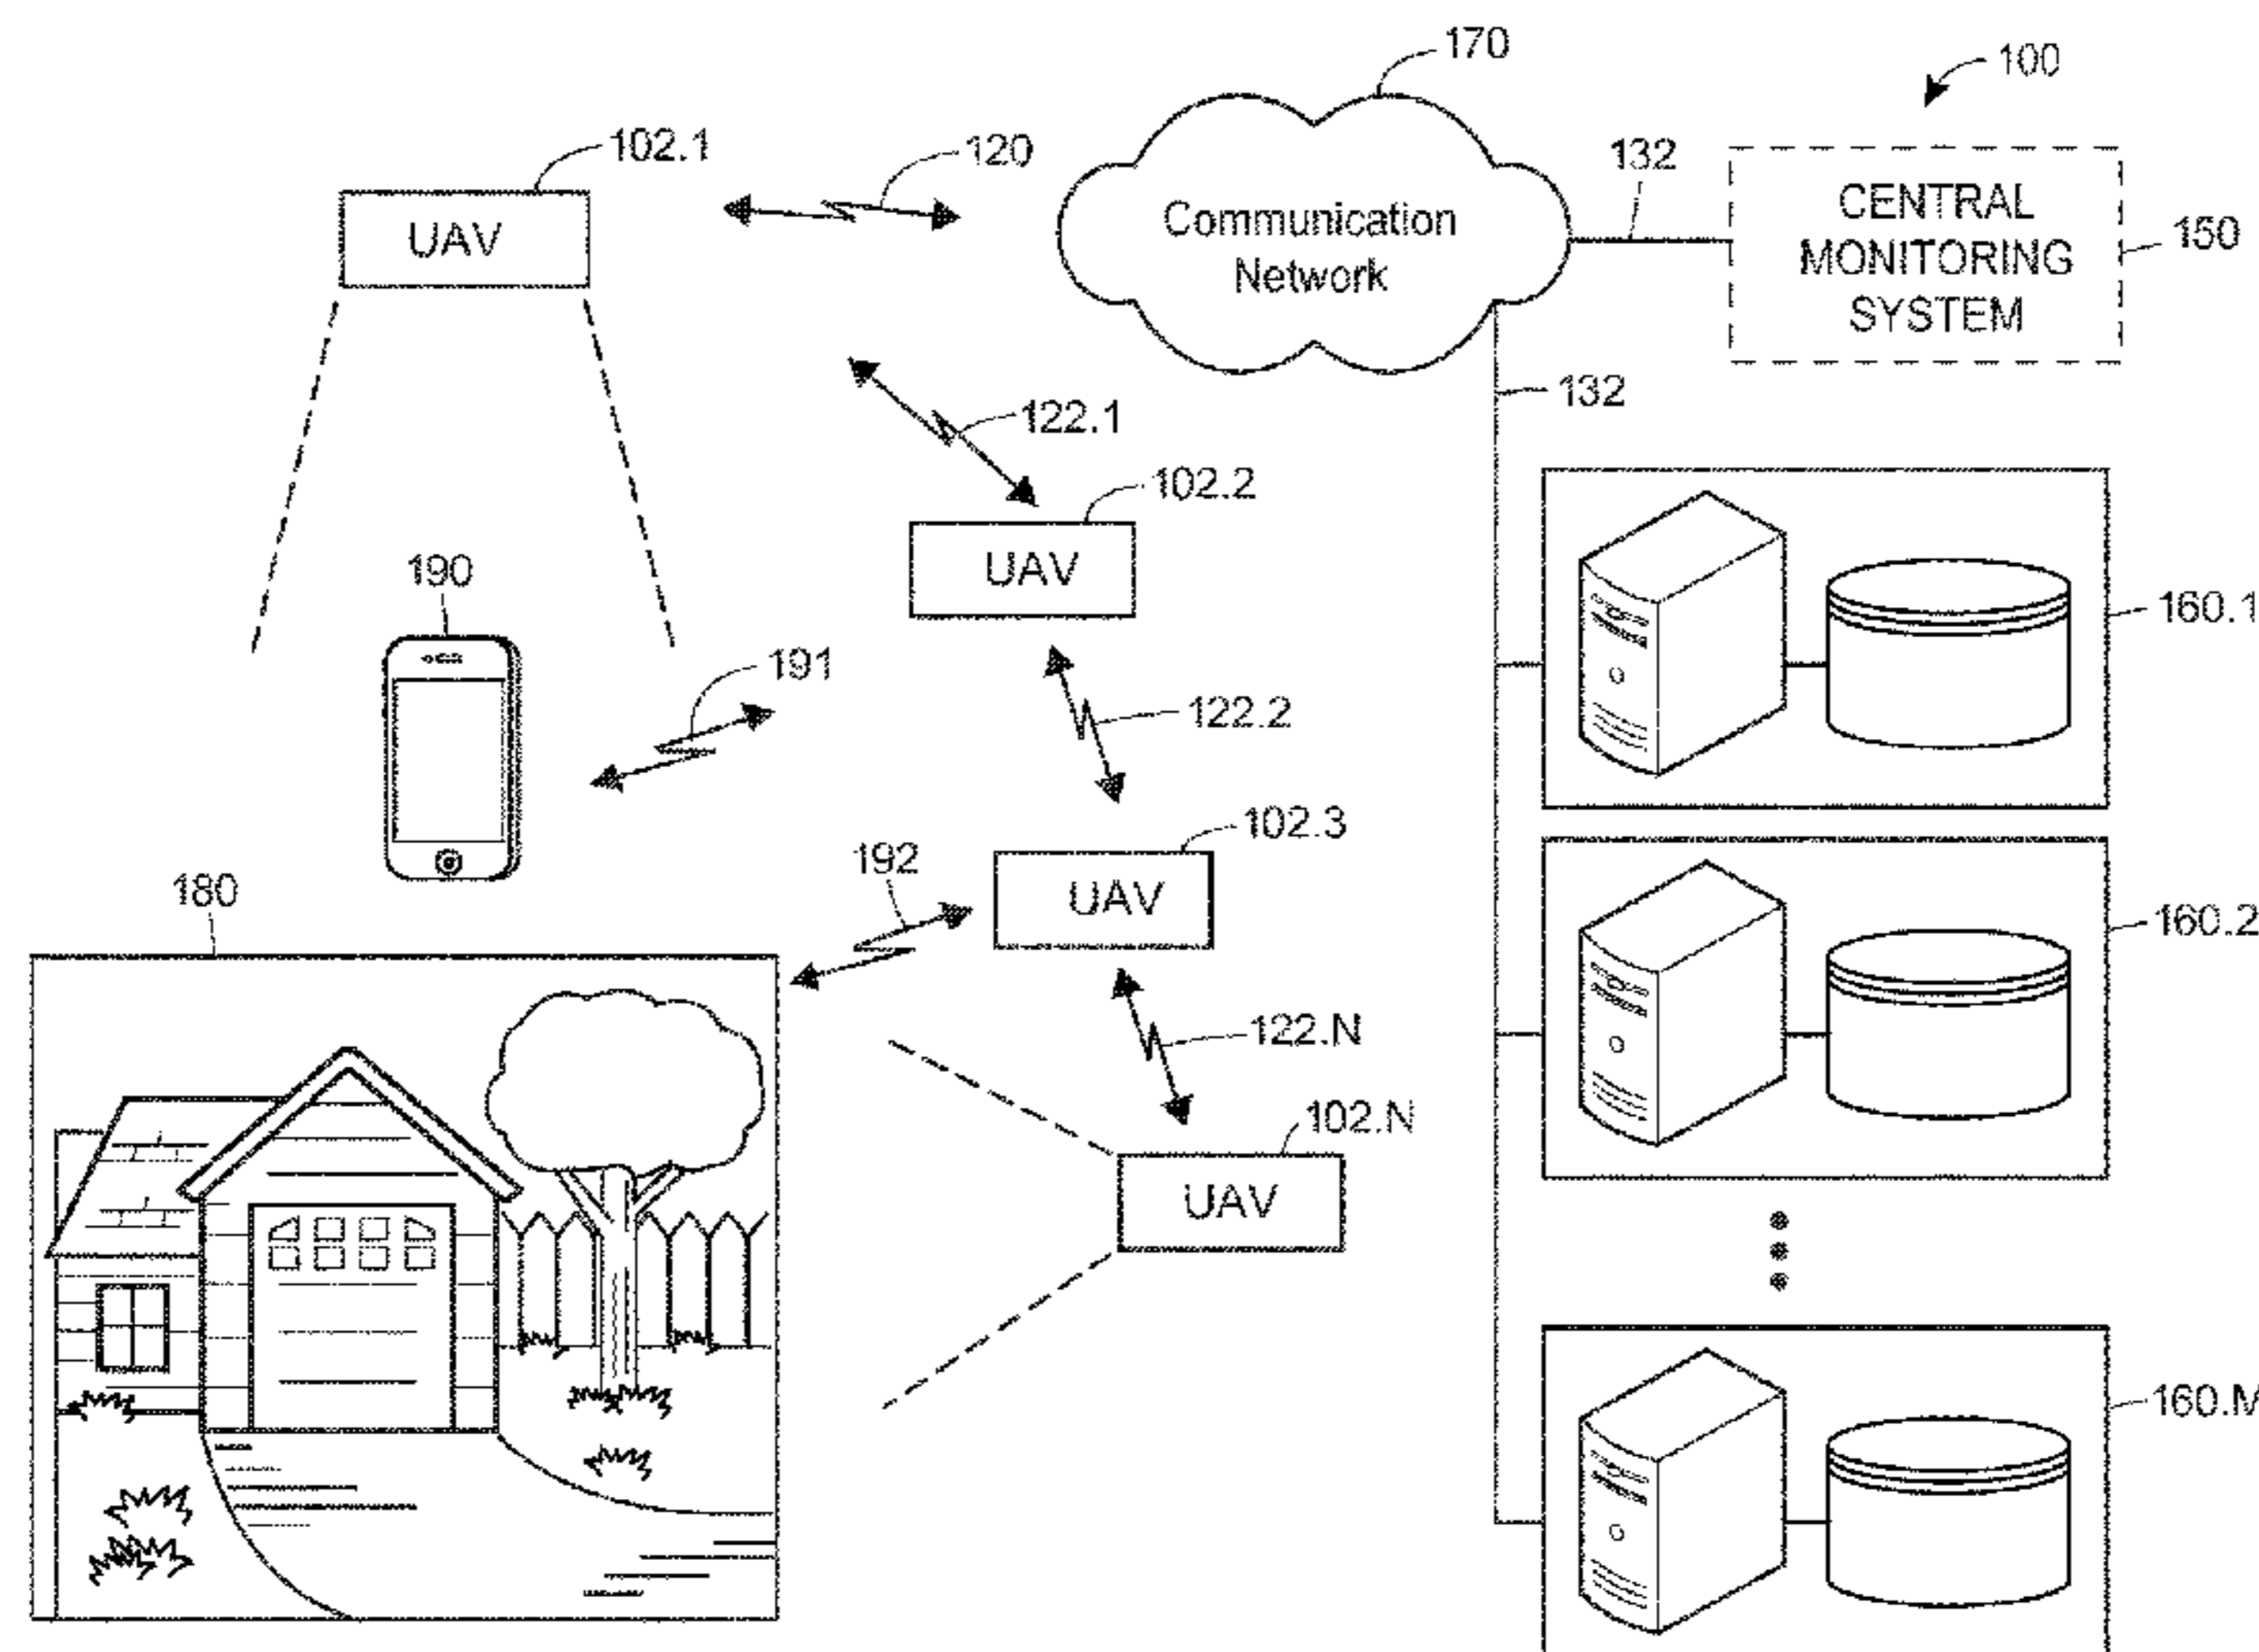 170
100
102.1
120
132
UAV
Communication
Network
CENTRAL
MONITORING
SYSTEM
150
132
122.1
102.2
UAV
190
160.1
191
122.2
102.3
192
UAV
180
160.2
122.N
102.N
UAV
160.M